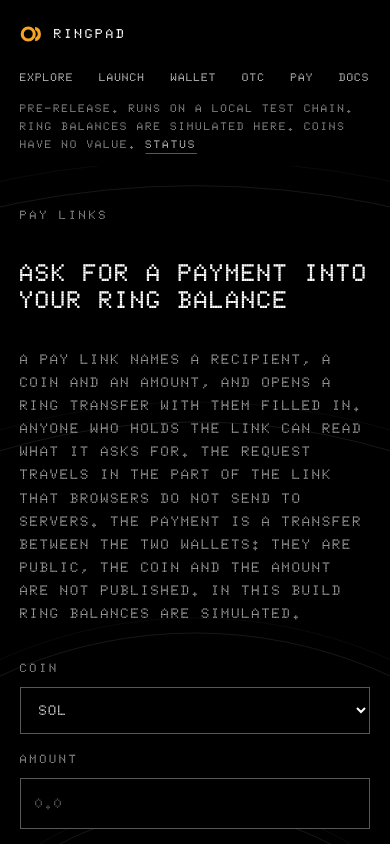 RINGPAD
EXPLORE LAUNCH WALLET OTC PAY DOCS
PRE-RELEASE. RUNS ON A LOCAL TEST CHAIN.
RING BALANCES ARE SIMULATED HERE. COINS
HAVE NO VALUE. STATUS
PAY LINKS
ASK FOR A PAYMENT INTO
YOUR RING BALANCE
A PAY LINK NAMES A RECIPIENT, A
COIN AND AN AMOUNT, AND OPENS A
RING TRANSFER WITH THEM FILLED IN.
ANYONE WHO HOLDS THE LINK CAN READ
WHAT IT ASKS FOR. THE REQUEST
TRAVELS IN THE PART OF THE LINK
THAT BROWSERS DO NOT SEND TO
SERVERS. THE PAYMENT IS A TRANSFER
BETWEEN THE TWO WALLETS: THEY ARE
PUBLIC, THE COIN AND THE AMOUNT
ARE NOT PUBLISHED. IN THIS BUILD
RING BALANCES ARE SIMULATED.
COIN
SOL
AMOUNT
0.0